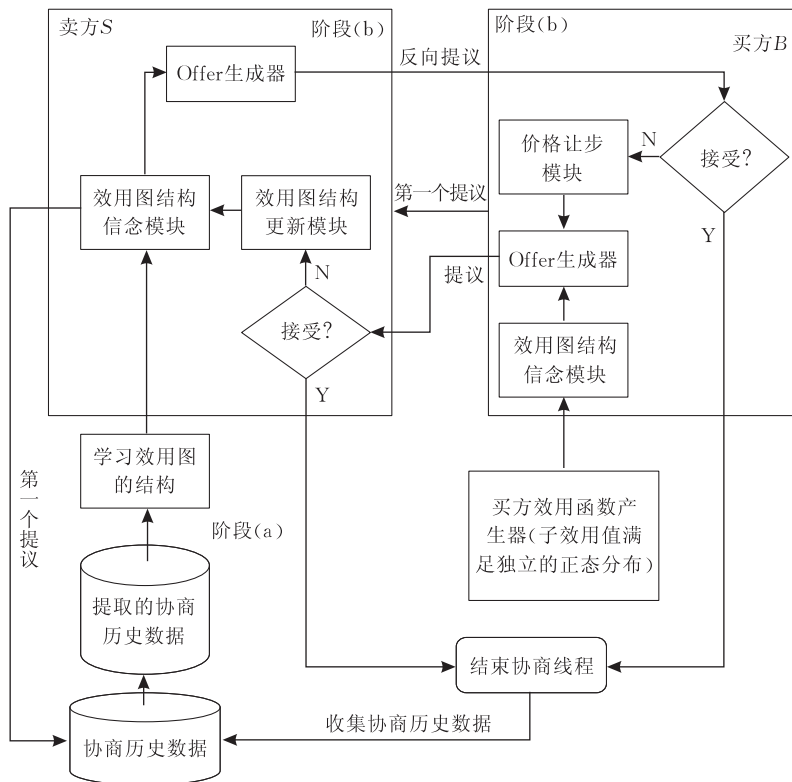 卖方S
阶段(b)
Offer生成器
反向提议
阶段(b)
买方B
价格让步
模块
N
接受?
效用图结构
信念模块
效用图结构
更新模块
第一个提议
Y
N
提议
Offer生成器
接受?
Y
效用图结构
信念模块
第一个提议
学习效用图
的结构
阶段(a)
买方效用函数产
生器(子效用值满
足独立的正态分布)
提取的协商
历史数据
结束协商线程
收集协商历史数据
协商历史数据